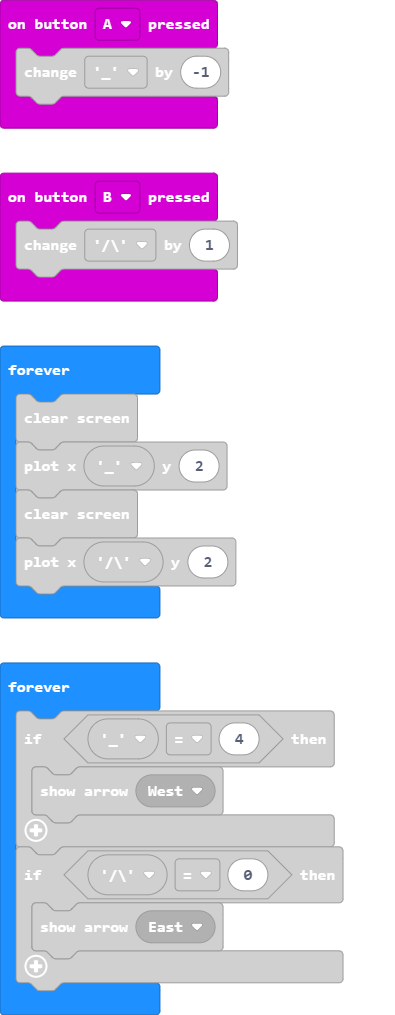 on button A pressed
change '_' by -1
on button B pressed
change '/\' by 1
forever
clear screen
plot x '_' y 2
clear screen
plot x '/\' y 2
forever
if '_' = 4 then
show arrow West
if '/\' = 0 then
show arrow East